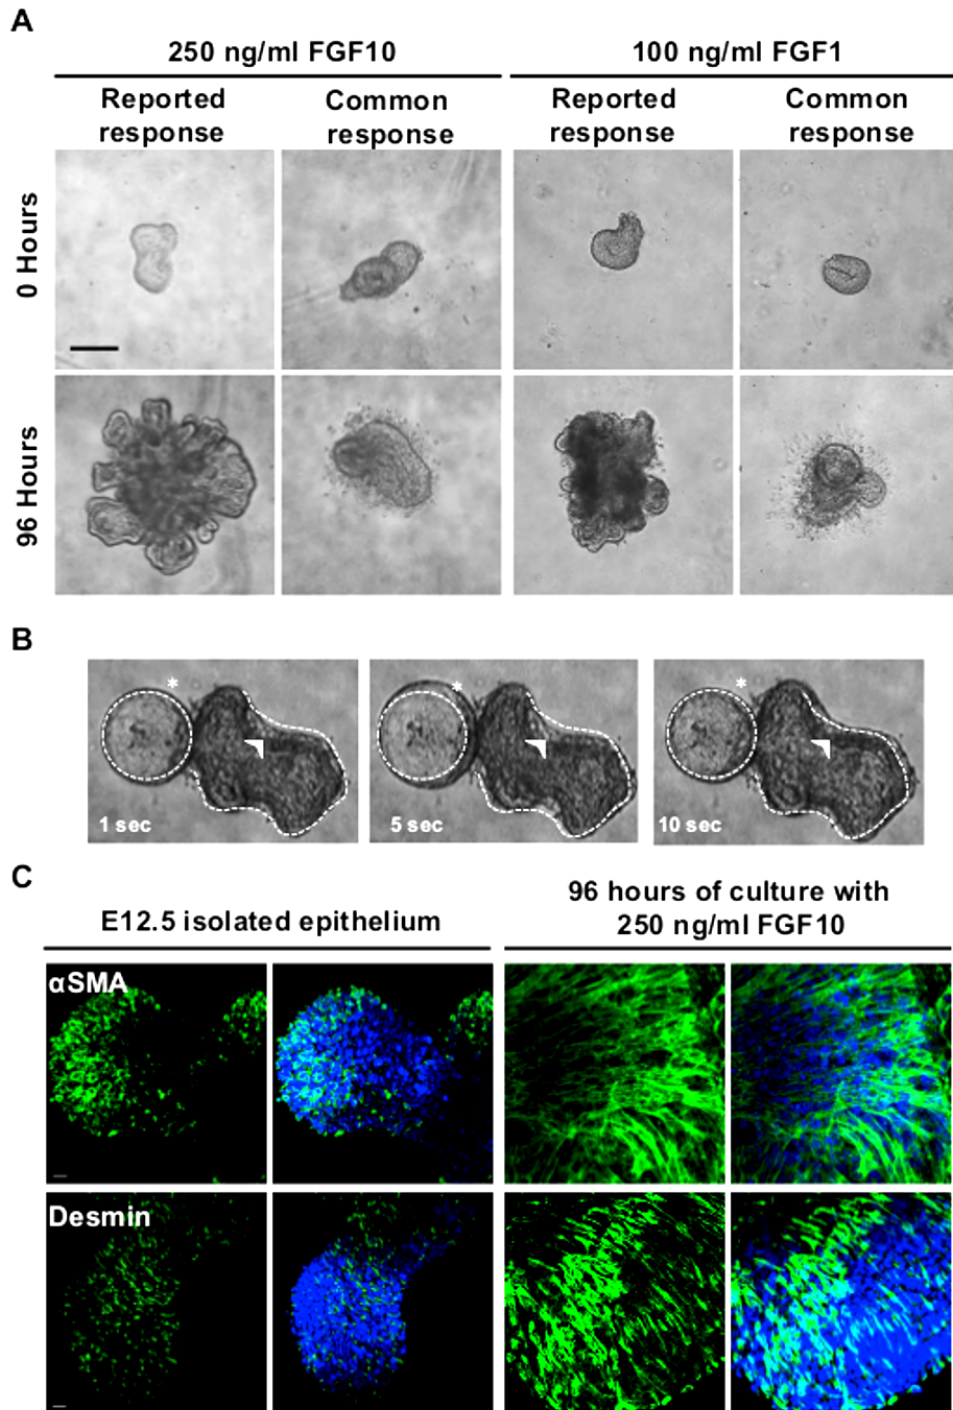 A
250 ng/ml FGF10
100 ng/ml FGF1
Reported response
Common response
Reported response
Common response
0 Hours
96 Hours
B
*
*
*
1 sec
5 sec
10 sec
C
E12.5 isolated epithelium
96 hours of culture with
250 ng/ml FGF10
αSMA
Desmin